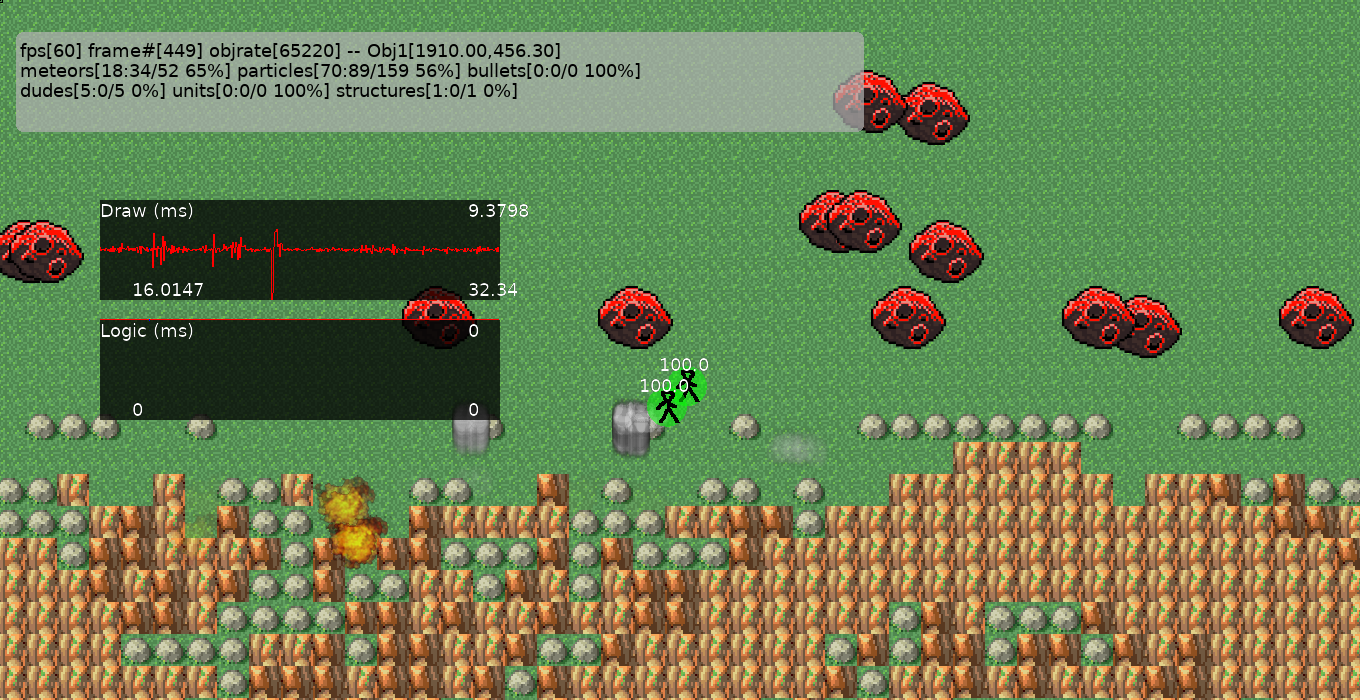 fps[60] frame#[449] objrate[65220] -- Obj1[1910.00,456.30]
meteors[18:34/52 65%] particles[70:89/159 56%] bullets[0:0/0 100%]
dudes[5:0/5 0%] units[0:0/0 100%] structures[1:0/1 0%]
Draw (ms) 9.3798
16.0147 32.34
Logic (ms) 0
0 0
100.0
100.0